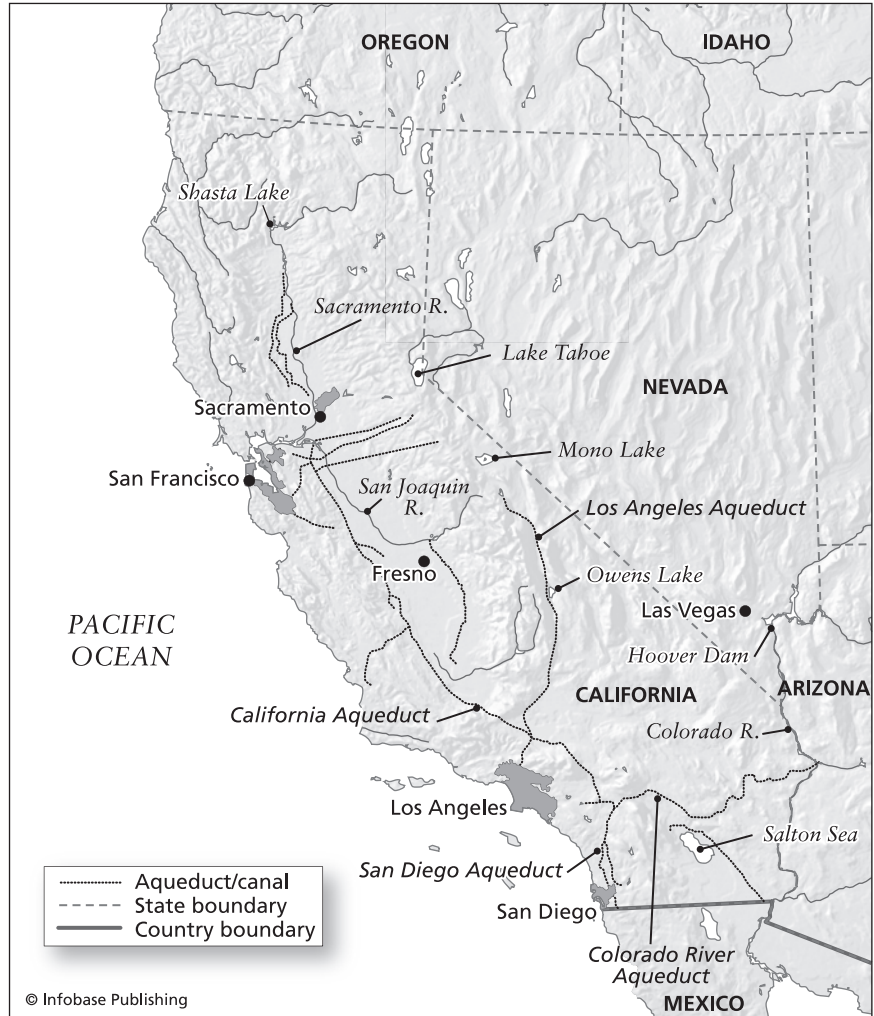 OREGON
IDAHO
Shasta Lake
Sacramento R.
Lake Tahoe
NEVADA
Sacramento
Mono Lake
San Francisco
San Joaquin
R.
Los Angeles Aqueduct
Fresno
Owens Lake
Las Vegas
PACIFIC
OCEAN
Hoover Dam
CALIFORNIA
ARIZONA
California Aqueduct
Colorado R.
Los Angeles
Salton Sea
San Diego Aqueduct
Aqueduct/canal
State boundary
Country boundary
San Diego
Colorado River
Aqueduct
MEXICO
© Infobase Publishing